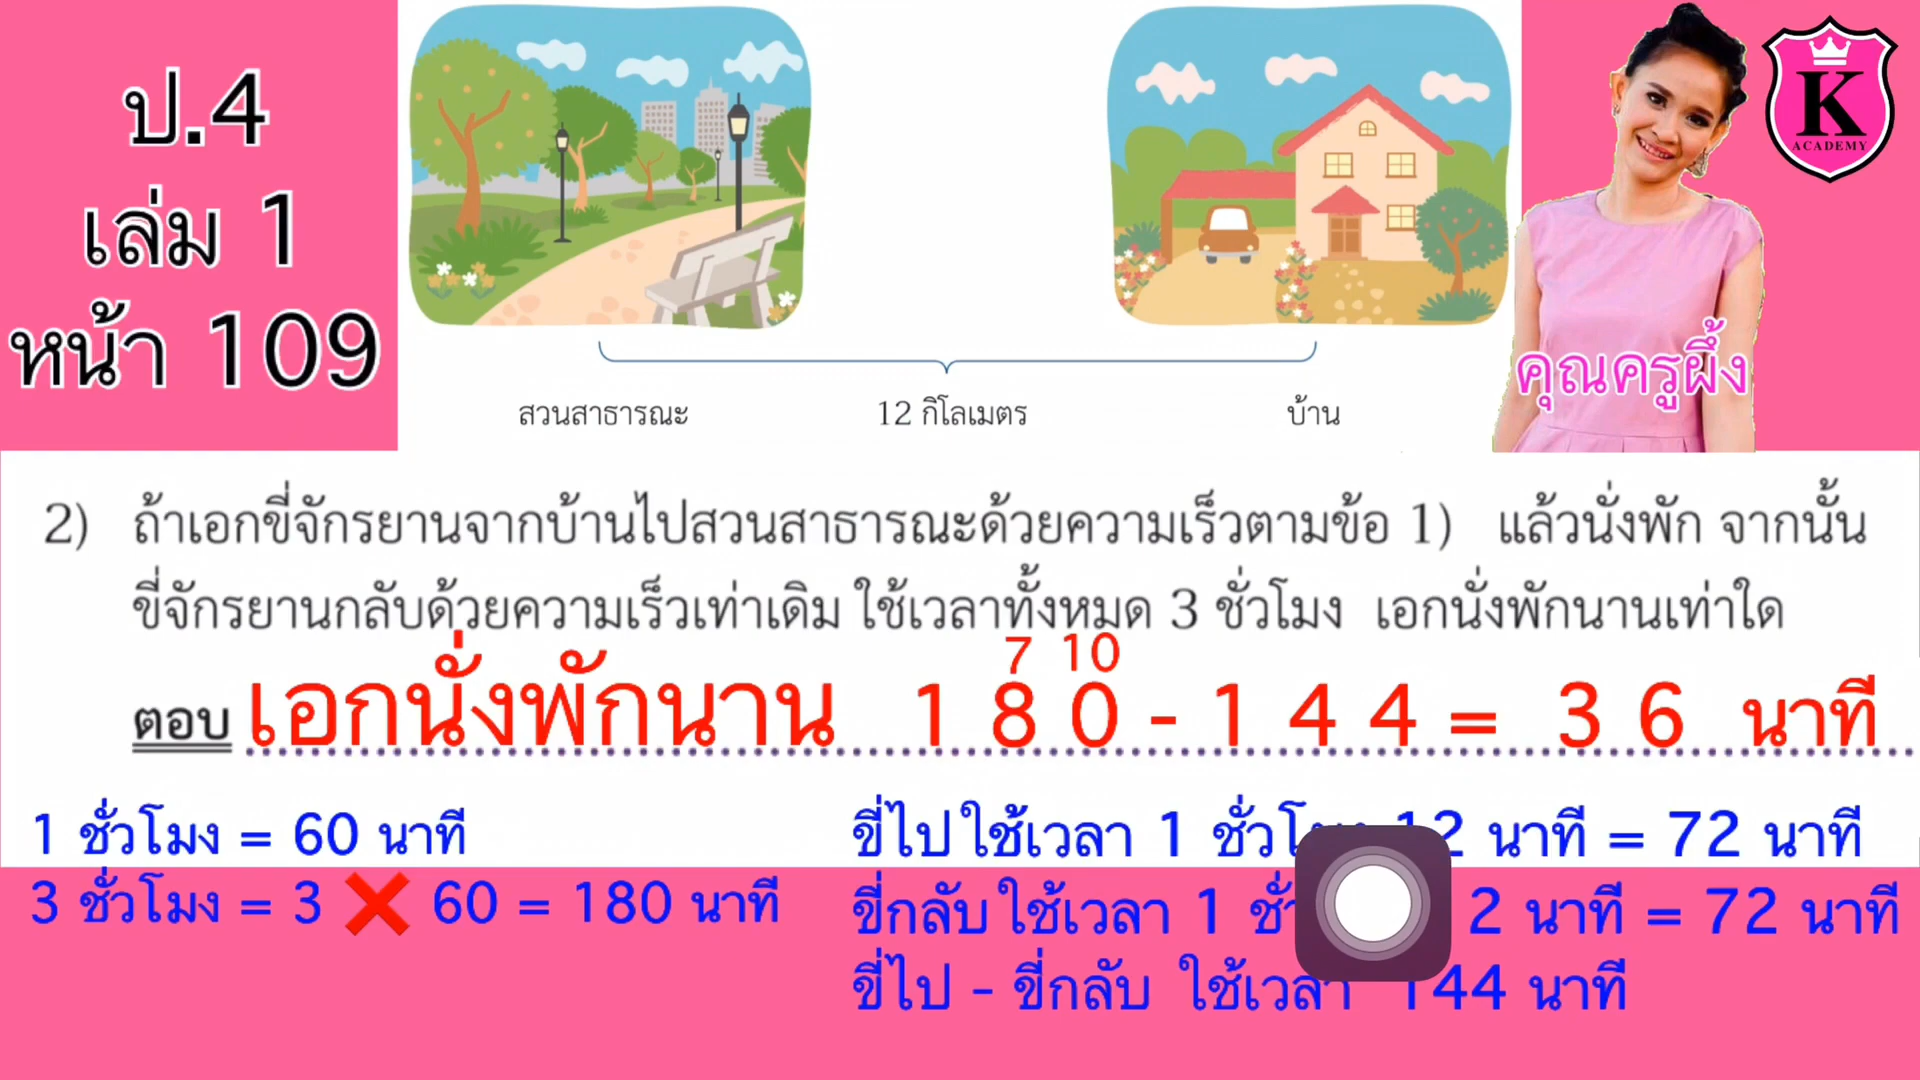 ป.4
เล่ม 1
หน้า 109
K
ACADEMY
คุณครูผึ้ง
สวนสาธารณะ 12 กิโลเมตร บ้าน
2) ถ้าเอกขี่จักรยานจากบ้านไปสวนสาธารณะด้วยความเร็วตามข้อ 1) แล้วนั่งพัก จากนั้น
ขี่จักรยานกลับด้วยความเร็วเท่าเดิม ใช้เวลาทั้งหมด 3 ชั่วโมง เอกนั่งพักนานเท่าใด
7 10
ตอบ เอกนั่งพักนาน 1 8 0 - 1 4 4 = 3 6 นาที
1 ชั่วโมง = 60 นาที
3 ชั่วโมง = 3 ❌ 60 = 180 นาที
ขี่ไป ใช้เวลา 1 ชั่วโมง 12 นาที = 72 นาที
ขี่กลับ ใช้เวลา 1 2 นาที = 72 นาที
ขี่ไป - ขี่กลับ ใช้เวลา 144 นาที